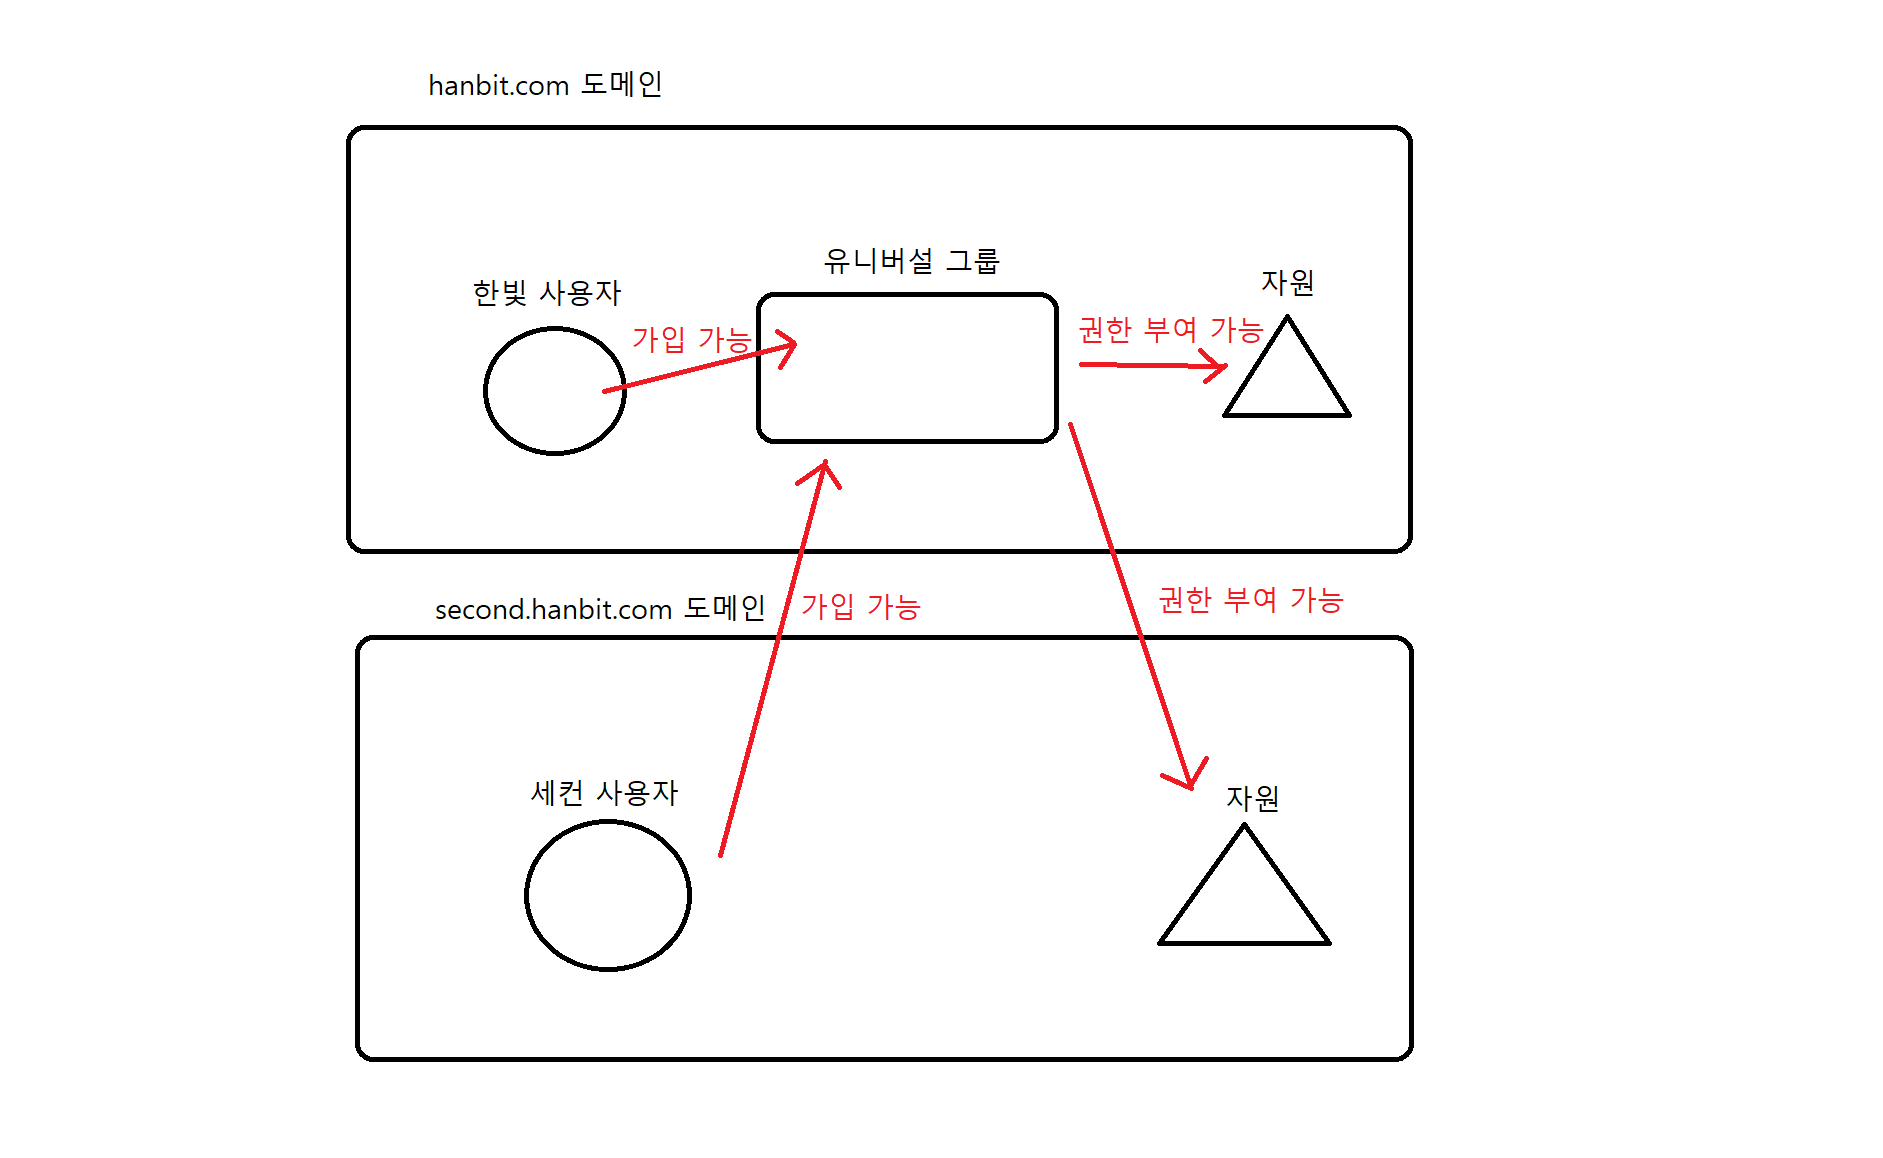 hanbit.com 도메인
유니버설 그룹
한빛 사용자
자원
가입 가능
권한 부여 가능
second.hanbit.com 도메인
가입 가능
권한 부여 가능
세컨 사용자
자원